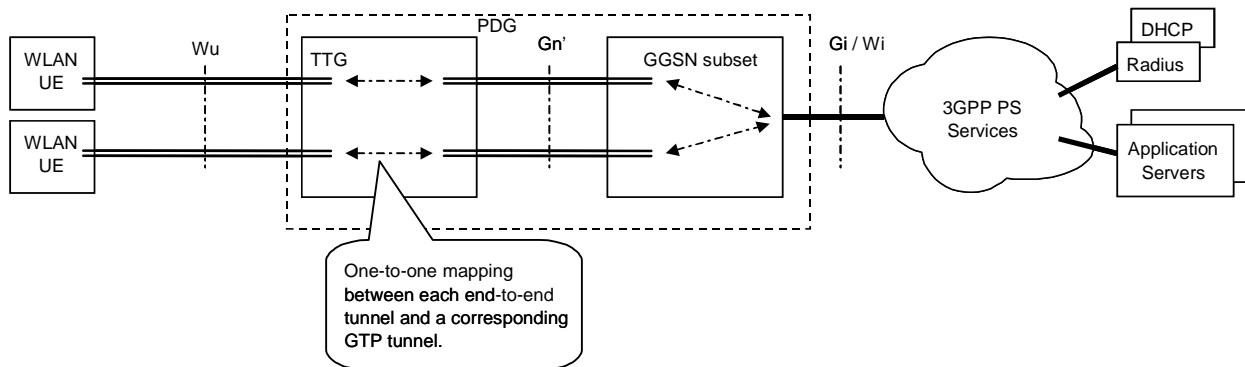 PDG
WLAN
UE
Wu
TTG
Gn’
GGSN subset
Gi / Wi
DHCP
Radius
3GPP PS
Services
WLAN
UE
Application
Servers
One-to-one mapping
between each end-to-end
tunnel and a corresponding
GTP tunnel.